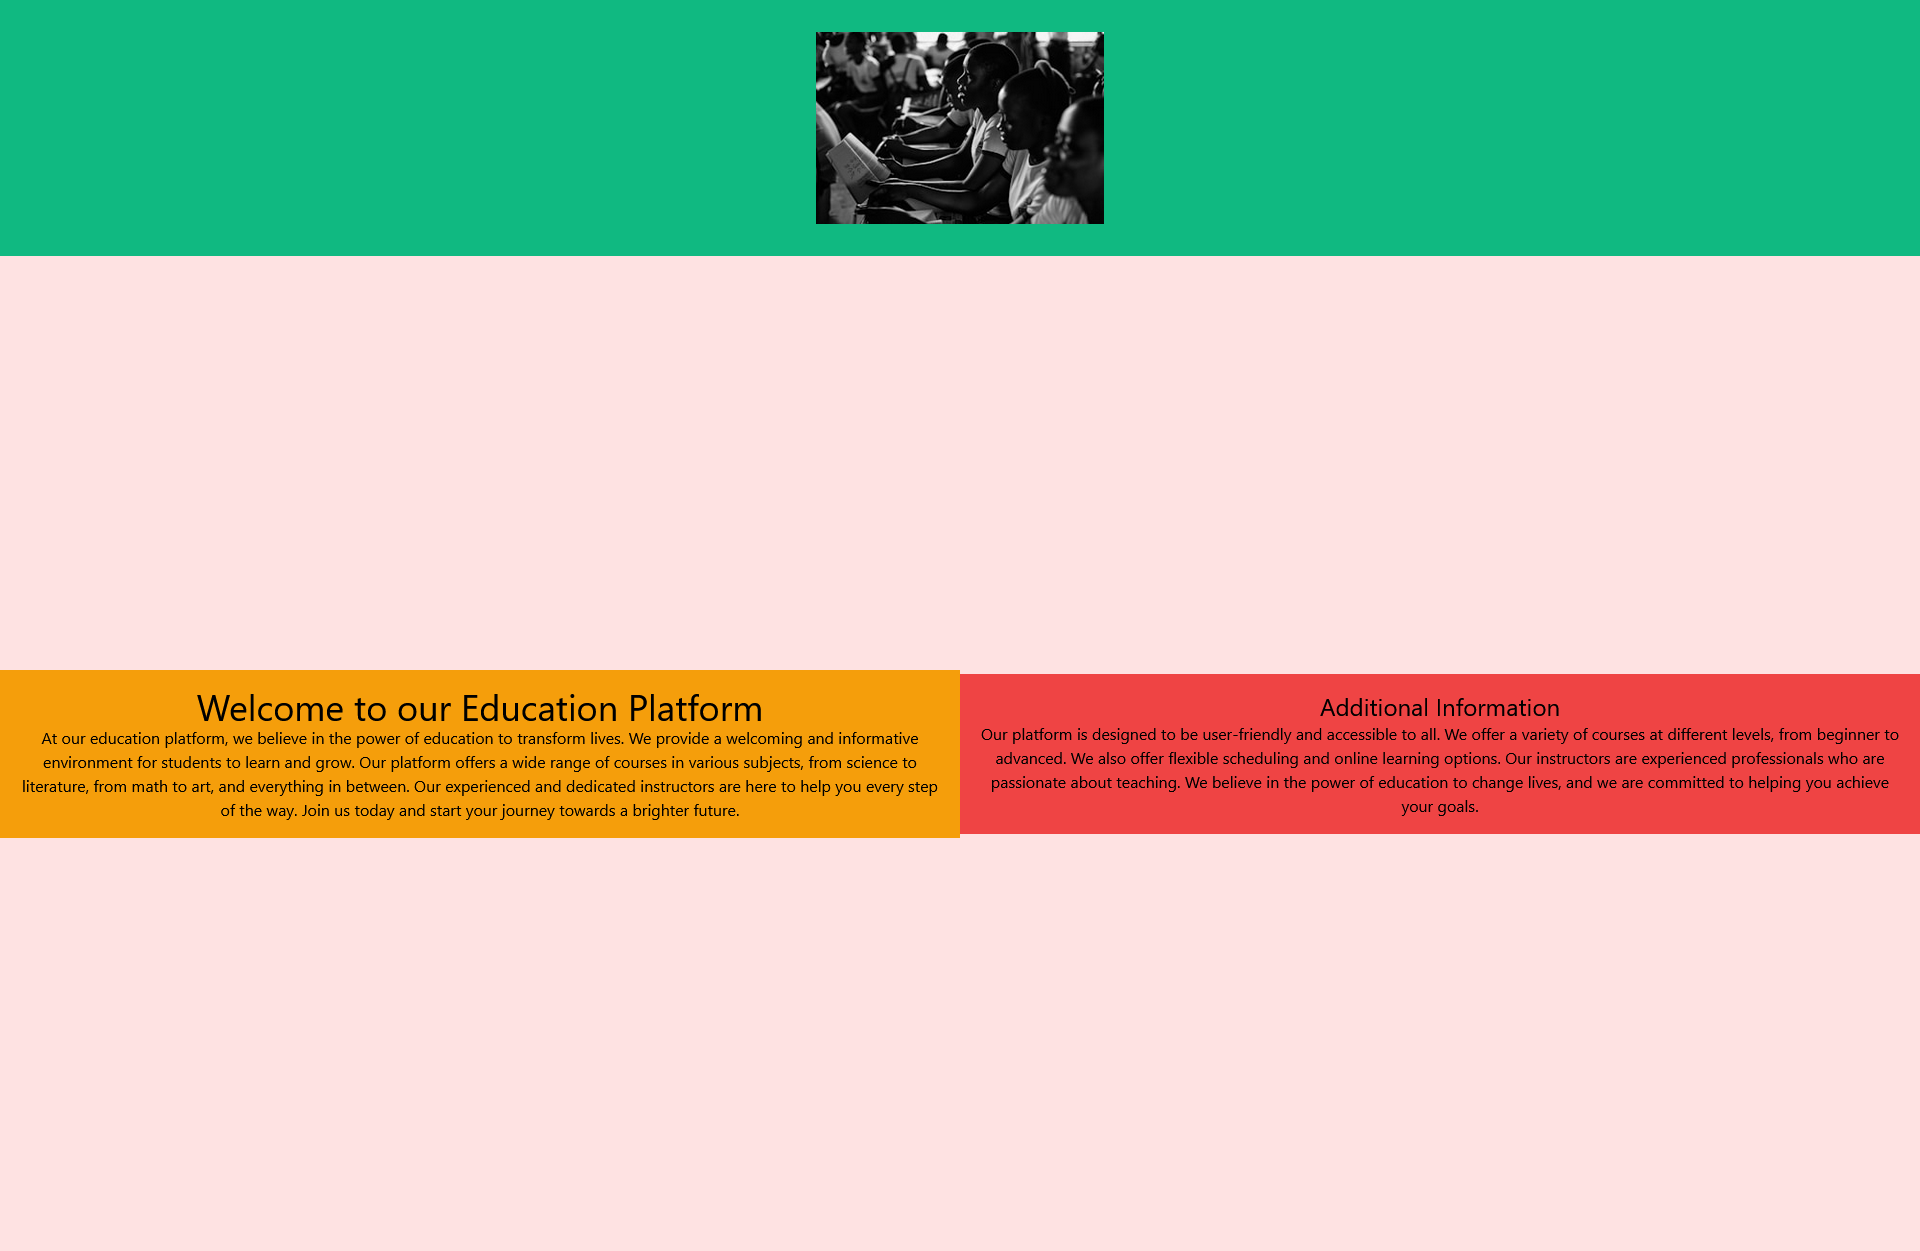 Welcome to our Education Platform
At our education platform, we believe in the power of education to transform lives. We provide a welcoming and informative
environment for students to learn and grow. Our platform offers a wide range of courses in various subjects, from science to
literature, from math to art, and everything in between. Our experienced and dedicated instructors are here to help you every step
of the way. Join us today and start your journey towards a brighter future.
Additional Information
Our platform is designed to be user-friendly and accessible to all. We offer a variety of courses at different levels, from beginner to
advanced. We also offer flexible scheduling and online learning options. Our instructors are experienced professionals who are
passionate about teaching. We believe in the power of education to change lives, and we are committed to helping you achieve
your goals.